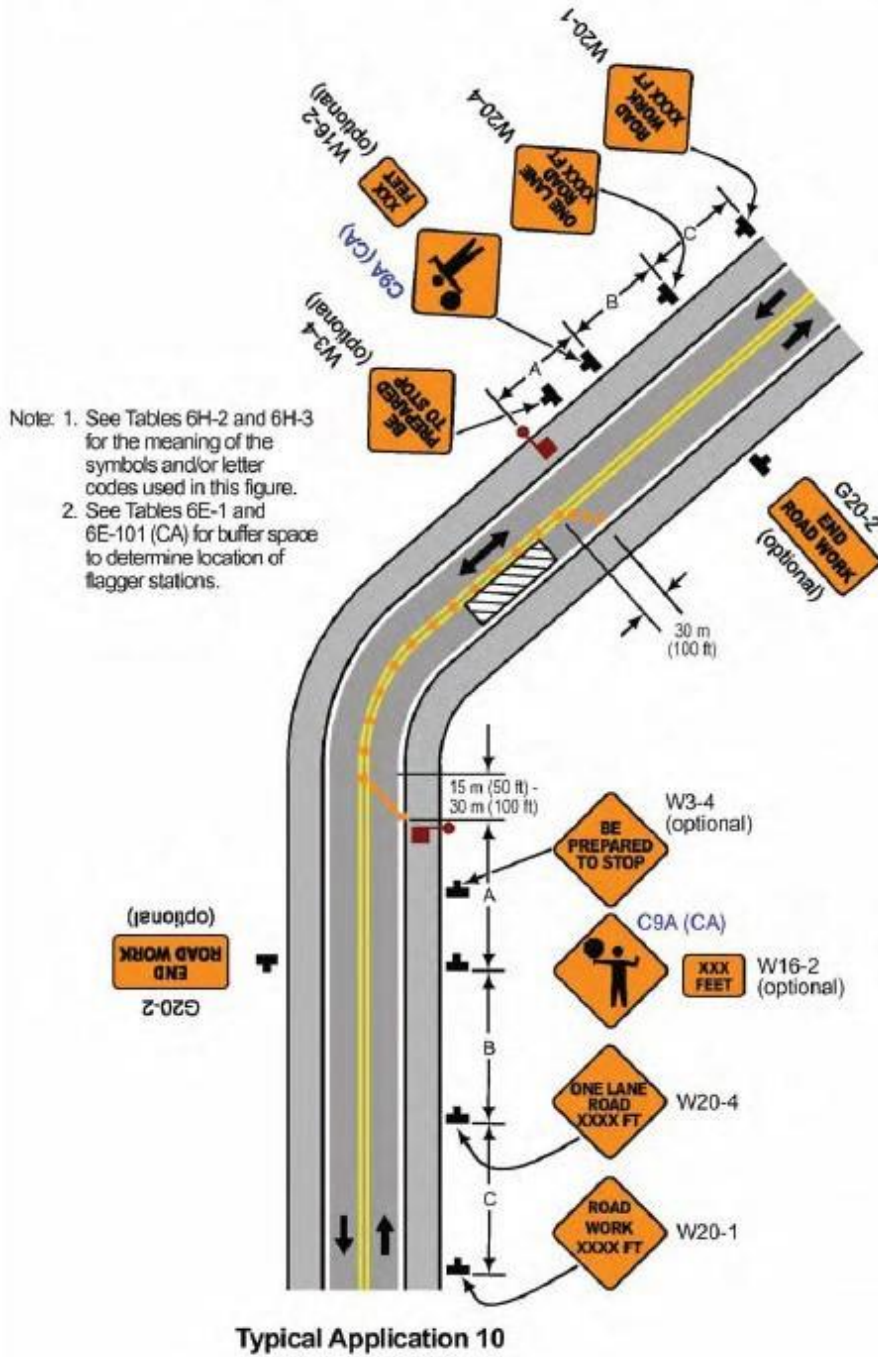 W20-1
ROAD
WORK
XXXX FT
W20-4
ONE LANE
ROAD
XXXX FT
W16-2
(optional)
XXX
FEET
C9A (CA)
W3-4
(optional)
BE
PREPARED
TO STOP
C
B
A
Note: 1. See Tables 6H-2 and 6H-3
for the meaning of the
symbols and/or letter
codes used in this figure.
2. See Tables 6E-1 and
6E-101 (CA) for buffer space
to determine location of
flagger stations.
G20-2
END
ROAD WORK
(optional)
30 m
(100 ft)
15 m (50 ft) -
30 m (100 ft)
A
BE
PREPARED
TO STOP
W3-4
(optional)
C9A (CA)
XXX
FEET
W16-2
(optional)
G20-2
END
ROAD WORK
(optional)
B
ONE LANE
ROAD
XXXX FT
W20-4
C
ROAD
WORK
XXXX FT
W20-1
Typical Application 10